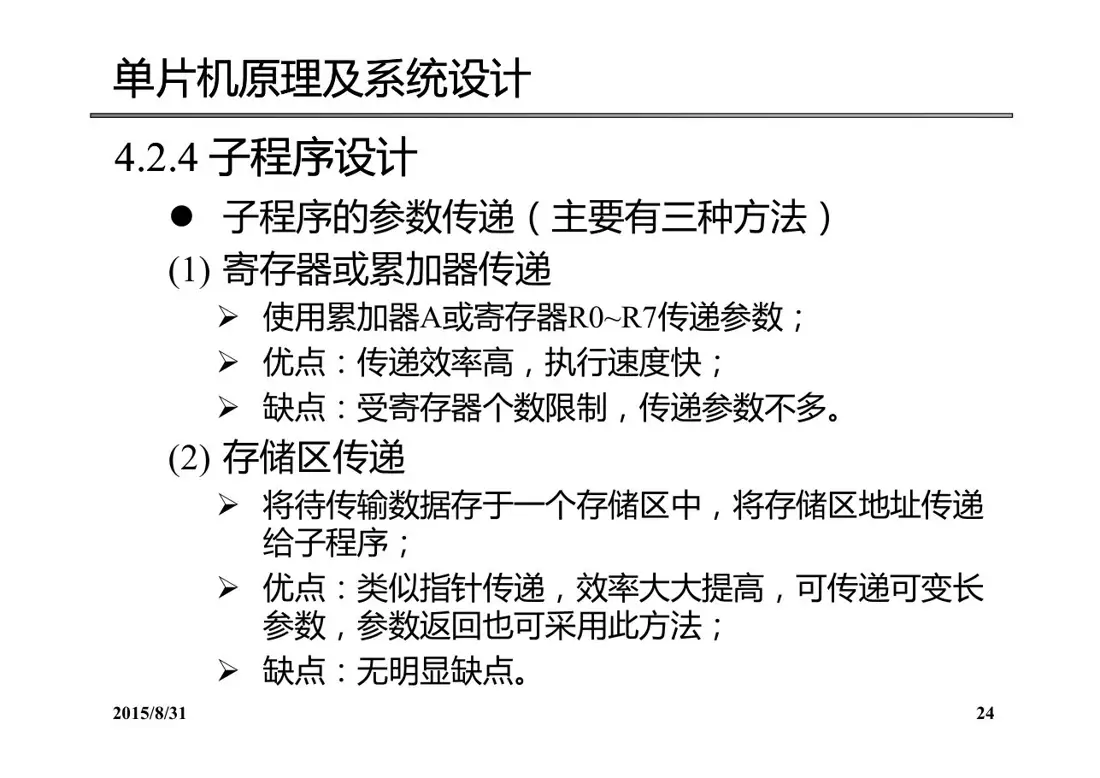 单片机原理及系统设计
4.2.4 子程序设计
● 子程序的参数传递（主要有三种方法）
(1) 寄存器或累加器传递
➢ 使用累加器A或寄存器R0~R7传递参数；
➢ 优点：传递效率高，执行速度快；
➢ 缺点：受寄存器个数限制，传递参数不多。
(2) 存储区传递
➢ 将待传输数据存于一个存储区中，将存储区地址传递
给子程序；
➢ 优点：类似指针传递，效率大大提高，可传递可变长
参数，参数返回也可采用此方法；
➢ 缺点：无明显缺点。
2015/8/31 24